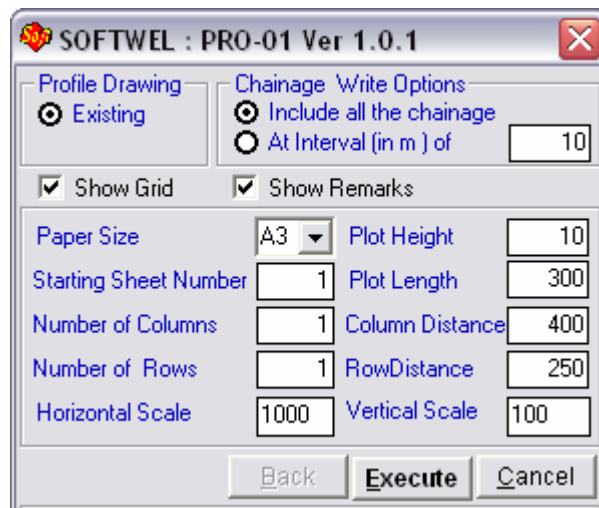 SOFTWEL : PRO-01 Ver 1.0.1
Profile Drawing
Existing
Chainage Write Options
Include all the chainage
At Interval (in m ) of 10
Show Grid Show Remarks
Paper Size A3 Plot Height 10
Starting Sheet Number 1 Plot Length 300
Number of Columns 1 Column Distance 400
Number of Rows 1 RowDistance 250
Horizontal Scale 1000 Vertical Scale 100
Back Execute Cancel